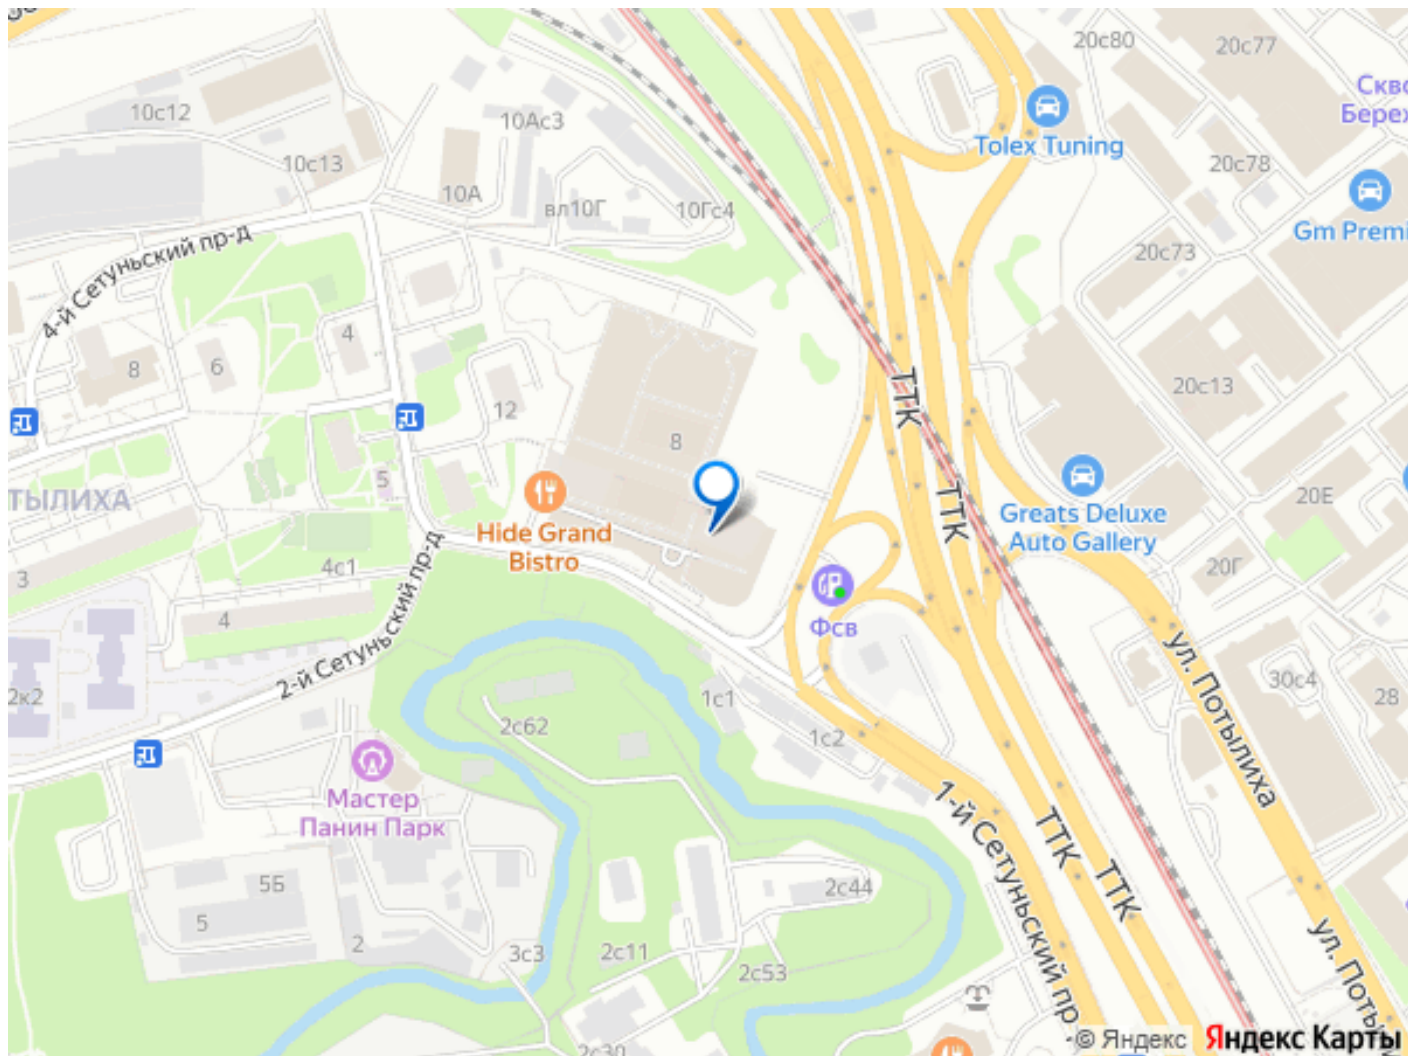 20с80
20с77
10с12
10Ас3
Tolex Tuning
10с13
20с78
10А
вл10Г
10Гс4
Gm Premi
20с73
4-й Сетуньский пр-д
4
8
6
20с13
ТТК
12
8
5
ТЫЛИХА
20Е
ТТК
Greats Deluxe
Auto Gallery
Hide Grand
Bistro
4с1
20Г
3
4
Фсв
2-й Сетуньский пр-д
2к2
1с1
30с4
28
2с62
1с2
ул. Потылиха
Мастер
Панин Парк
1-й Сетуньский пр
ТТК
ТТК
5Б
2с44
5
2
3с3
2с11
2с53
ул. Поты
© Яндекс
Яндекс Карты